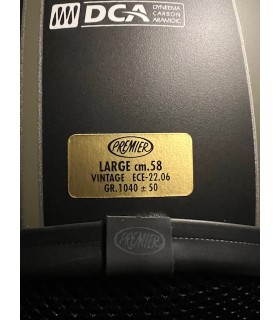 DCA
DYNEEMA
CARBON
ARAMIDIC
PREMIER
LARGE cm.58
VINTAGE ECE-22.06
GR.1040 ± 50
PREMIER